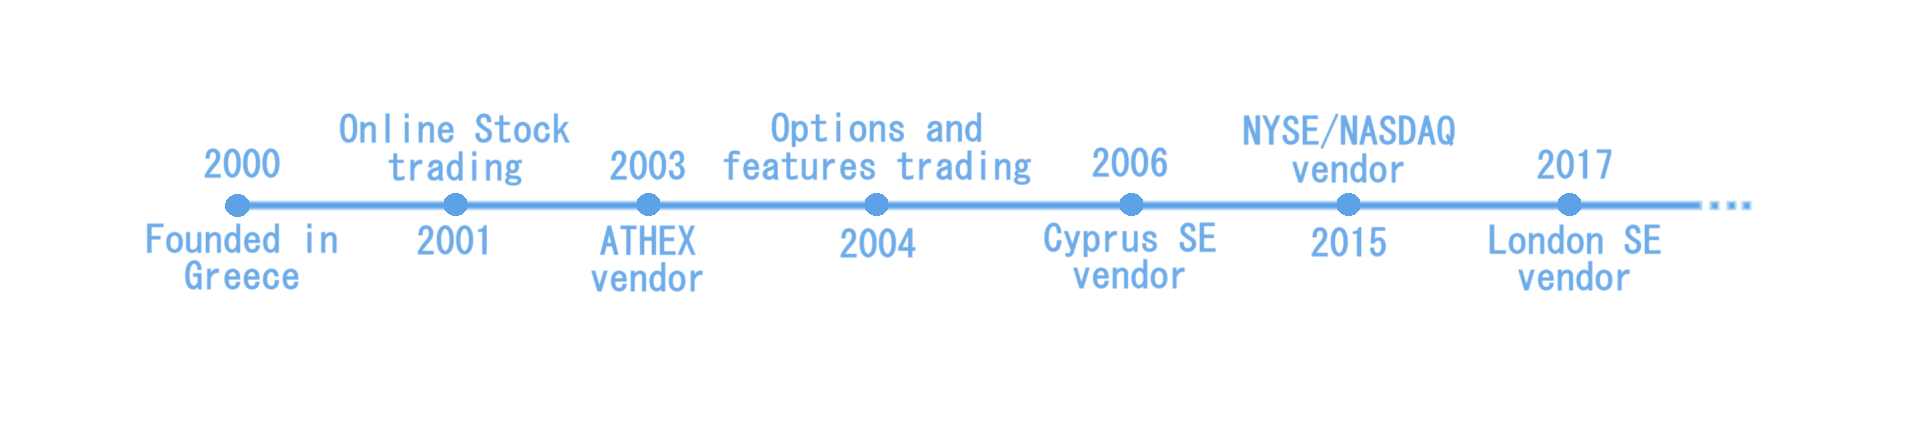 2000
Founded in
Greece
Online Stock
trading
2001
2003
ATHEX
vendor
Options and
features trading
2004
2006
Cyprus SE
vendor
NYSE/NASDAQ
vendor
2015
2017
London SE
vendor